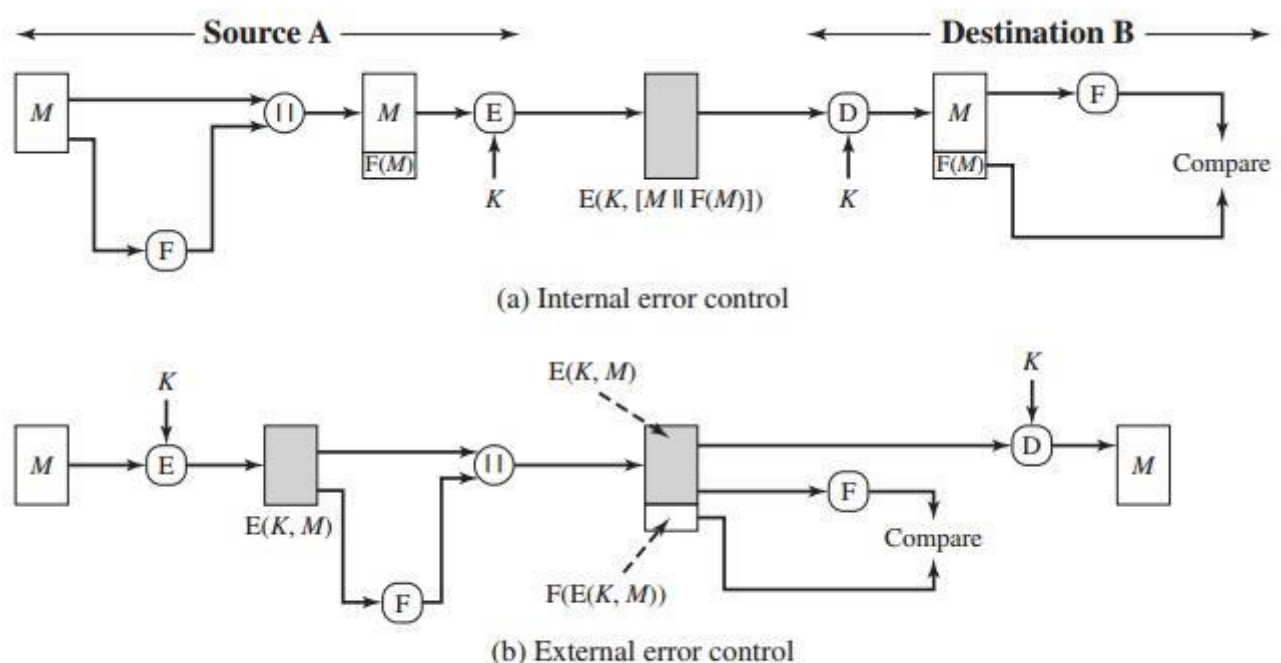 Source A Destination B
M || M E D M F
F(M) F(M) Compare
K E(K, [M || F(M)]) K
F
(a) Internal error control
K E(K, M) K
M E || D M
F
E(K, M) Compare
F F(E(K, M))
(b) External error control